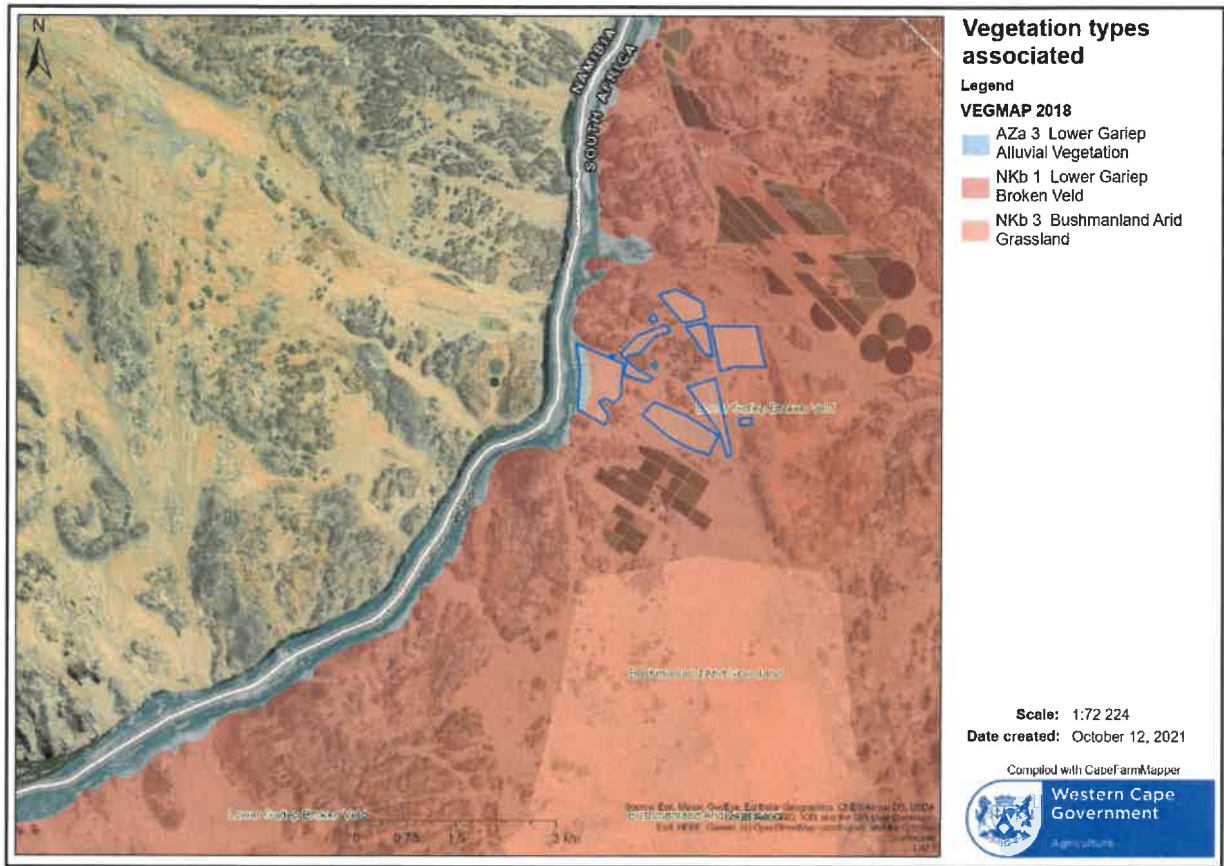 N
NAMIBIA
SOUTH AFRICA
Lower Gariep Broken Veld
Bushmanland Arid Grassland
Lower Gariep Broken Veld
0 0.75 1.5 3 km
Vegetation types
associated
Legend
VEGMAP 2018
AZa 3 Lower Gariep
Alluvial Vegetation
NKb 1 Lower Gariep
Broken Veld
NKb 3 Bushmanland Arid
Grassland
Scale: 1:72 224
Date created: October 12, 2021
Compiled with CapeFarmMapper
Western Cape
Government
Agriculture